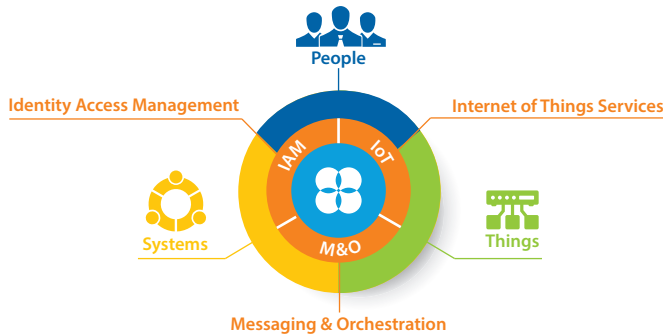 People
Identity Access Management
Internet of Things Services
IAM
IoT
M&O
Systems
Things
Messaging & Orchestration